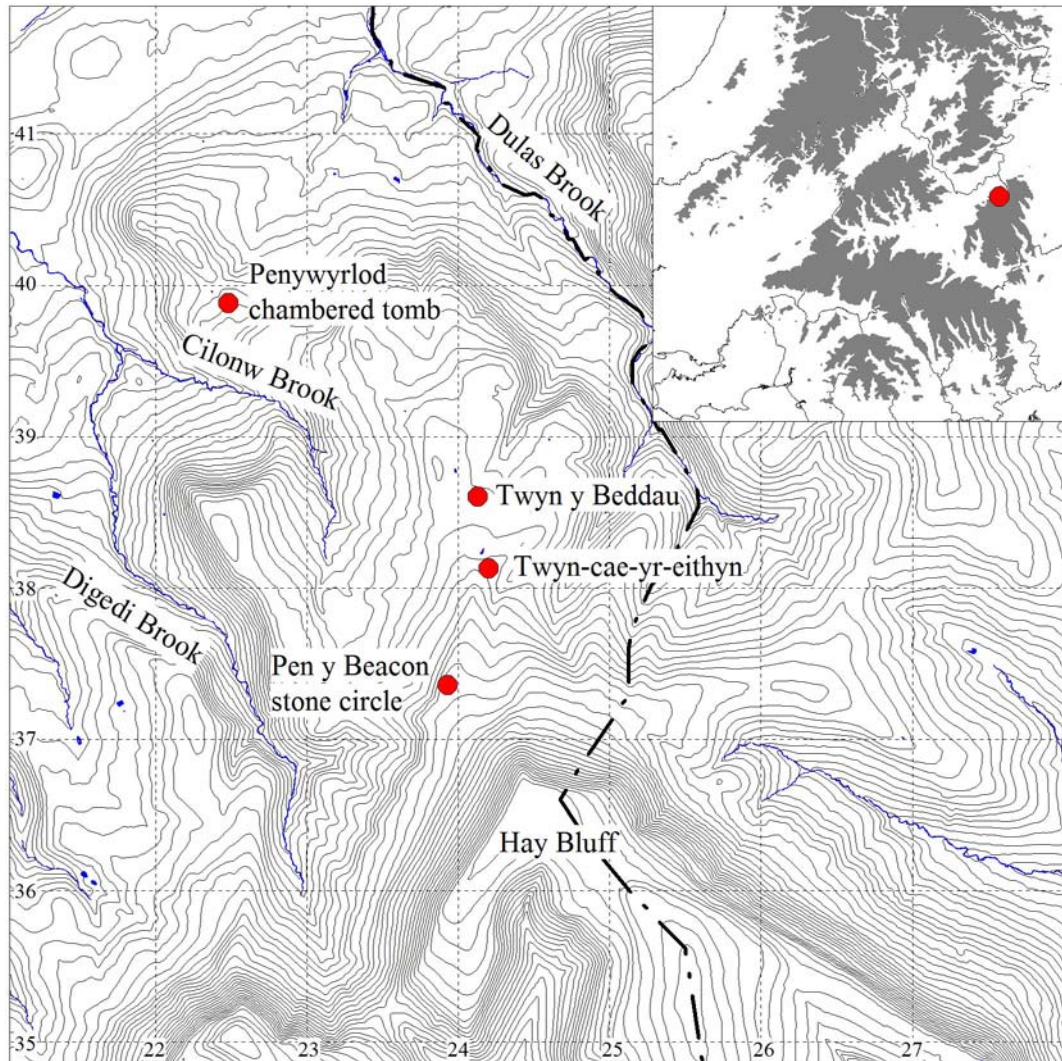 41
Dulas Brook
40
Penywyrlod
chambered tomb
Cilonw Brook
39
Twyn y Beddau
Twyn-cae-yr-eithyn
38
Digedi Brook
Pen y Beacon
stone circle
37
Hay Bluff
36
35
22
23
24
25
26
27